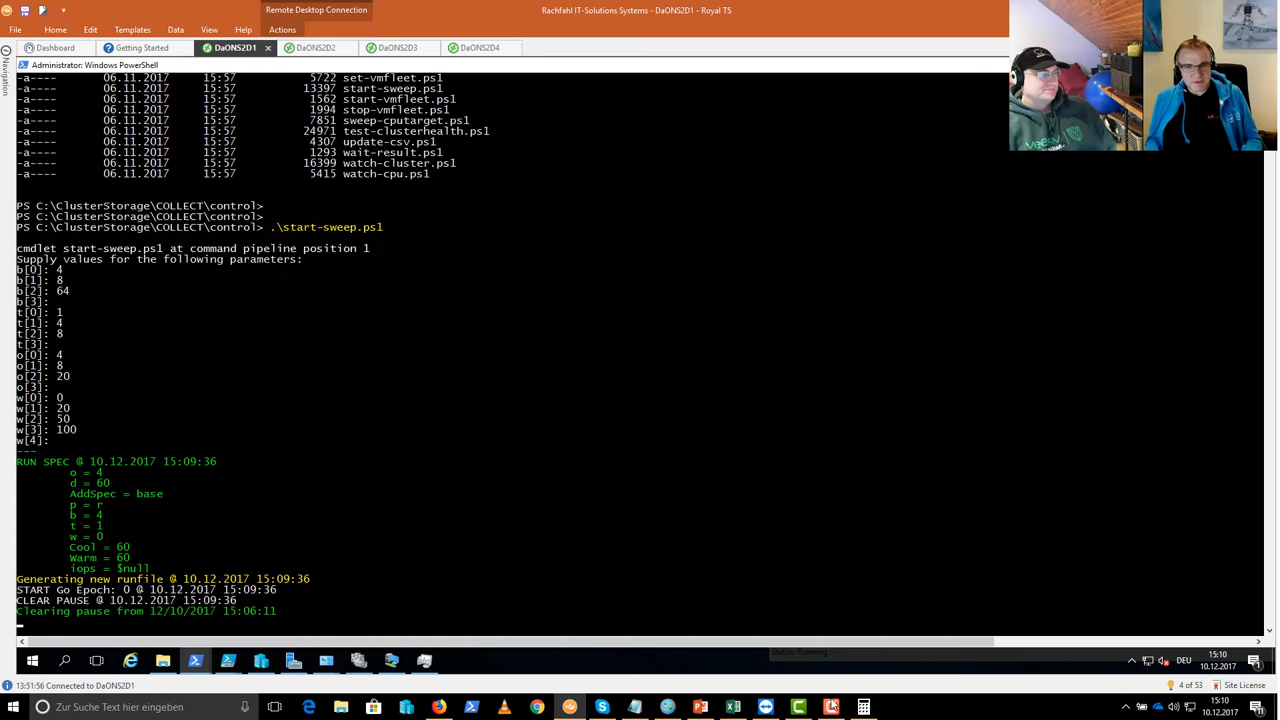 Remote Desktop Connection
Rachfahl IT-Solutions Systems - DaONS2D1 - Royal TS
File Home Edit Templates Data View Help Actions
Dashboard Getting Started DaONS2D1 DaONS2D2 DaONS2D3 DaONS2D4
Navigation
Administrator: Windows PowerShell
-a---- 06.11.2017 15:57 5722 set-vmfleet.ps1
-a---- 06.11.2017 15:57 13397 start-sweep.ps1
-a---- 06.11.2017 15:57 1562 start-vmfleet.ps1
-a---- 06.11.2017 15:57 1994 stop-vmfleet.ps1
-a---- 06.11.2017 15:57 7851 sweep-cputarget.ps1
-a---- 06.11.2017 15:57 24971 test-clusterhealth.ps1
-a---- 06.11.2017 15:57 4307 update-csv.ps1
-a---- 06.11.2017 15:57 1293 wait-result.ps1
-a---- 06.11.2017 15:57 16399 watch-cluster.ps1
-a---- 06.11.2017 15:57 5415 watch-cpu.ps1
PS C:\ClusterStorage\COLLECT\control>
PS C:\ClusterStorage\COLLECT\control>
PS C:\ClusterStorage\COLLECT\control> .\start-sweep.ps1
cmdlet start-sweep.ps1 at command pipeline position 1
Supply values for the following parameters:
b[0]: 4
b[1]: 8
b[2]: 64
b[3]:
t[0]: 1
t[1]: 4
t[2]: 8
t[3]:
o[0]: 4
o[1]: 8
o[2]: 20
o[3]:
w[0]: 0
w[1]: 20
w[2]: 50
w[3]: 100
w[4]:
---
RUN SPEC @ 10.12.2017 15:09:36
o = 4
d = 60
AddSpec = base
p = r
b = 4
t = 1
w = 0
Cool = 60
Warm = 60
iops = $null
Generating new runfile @ 10.12.2017 15:09:36
START Go Epoch: 0 @ 10.12.2017 15:09:36
CLEAR PAUSE @ 10.12.2017 15:09:36
Clearing pause from 12/10/2017 15:06:11
Status: Running
DEU
15:10
10.12.2017
13:51:56 Connected to DaONS2D1
4 of 53 Site License
Zur Suche Text hier eingeben
15:10
10.12.2017